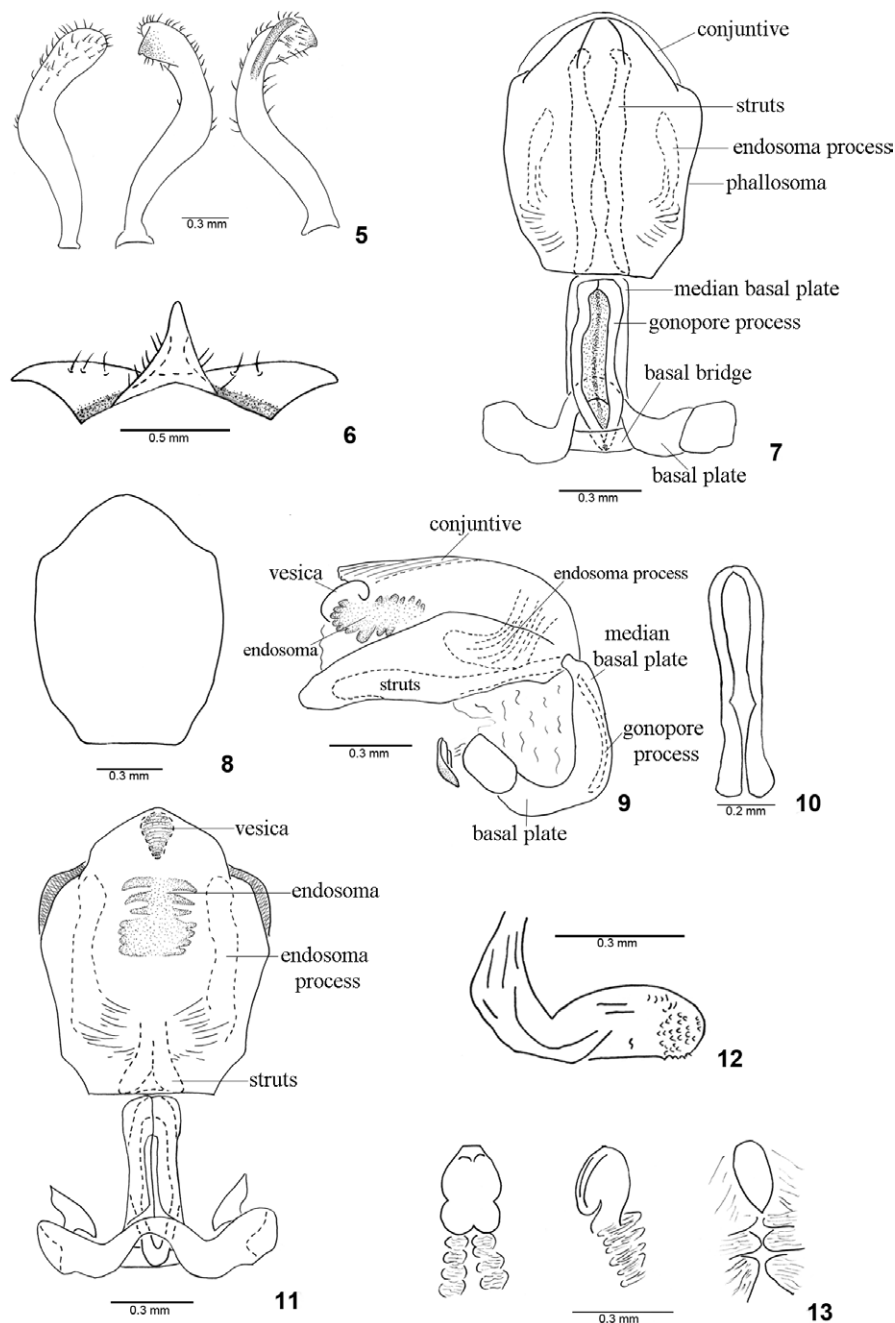 0.3 mm
5
conjuntive
struts
endosoma process
phallosoma
median basal plate
gonopore process
basal bridge
basal plate
0.3 mm
7
0.5 mm
6
0.3 mm
8
conjuntive
vesica
endosoma process
endosoma
median
basal plate
struts
gonopore
process
0.3 mm
basal plate
9
0.2 mm
10
vesica
endosoma
endosoma
process
struts
0.3 mm
11
0.3 mm
12
0.3 mm
13